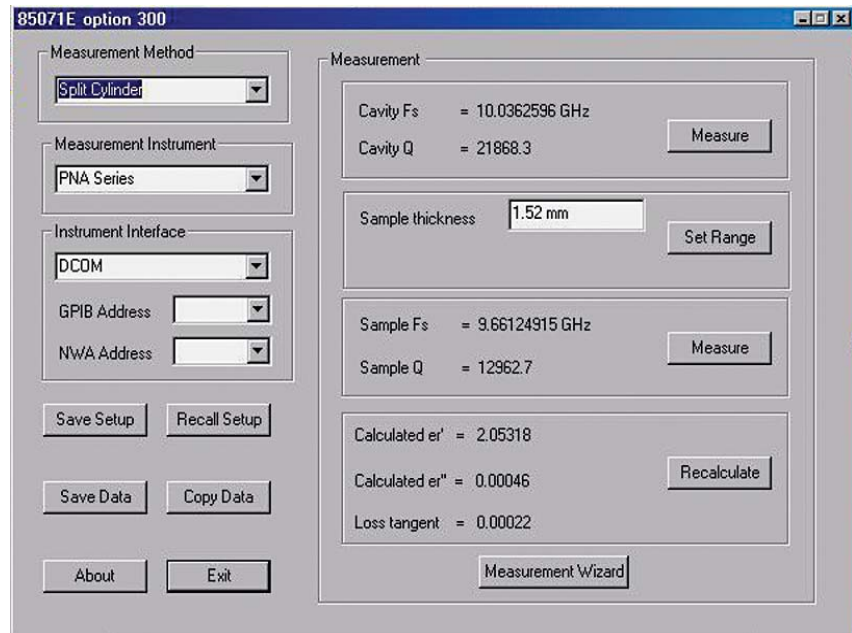 85071E option 300
Measurement Method
Split Cylinder
Measurement Instrument
PNA Series
Instrument Interface
DCOM
GPIB Address
NWA Address
Save Setup Recall Setup
Save Data Copy Data
About Exit
Measurement
Cavity Fs = 10.0362596 GHz
Cavity Q = 21868.3
Measure
Sample thickness 1.52 mm
Set Range
Sample Fs = 9.66124915 GHz
Sample Q = 12962.7
Measure
Calculated er' = 2.05318
Calculated er" = 0.00046
Loss tangent = 0.00022
Recalculate
Measurement Wizard